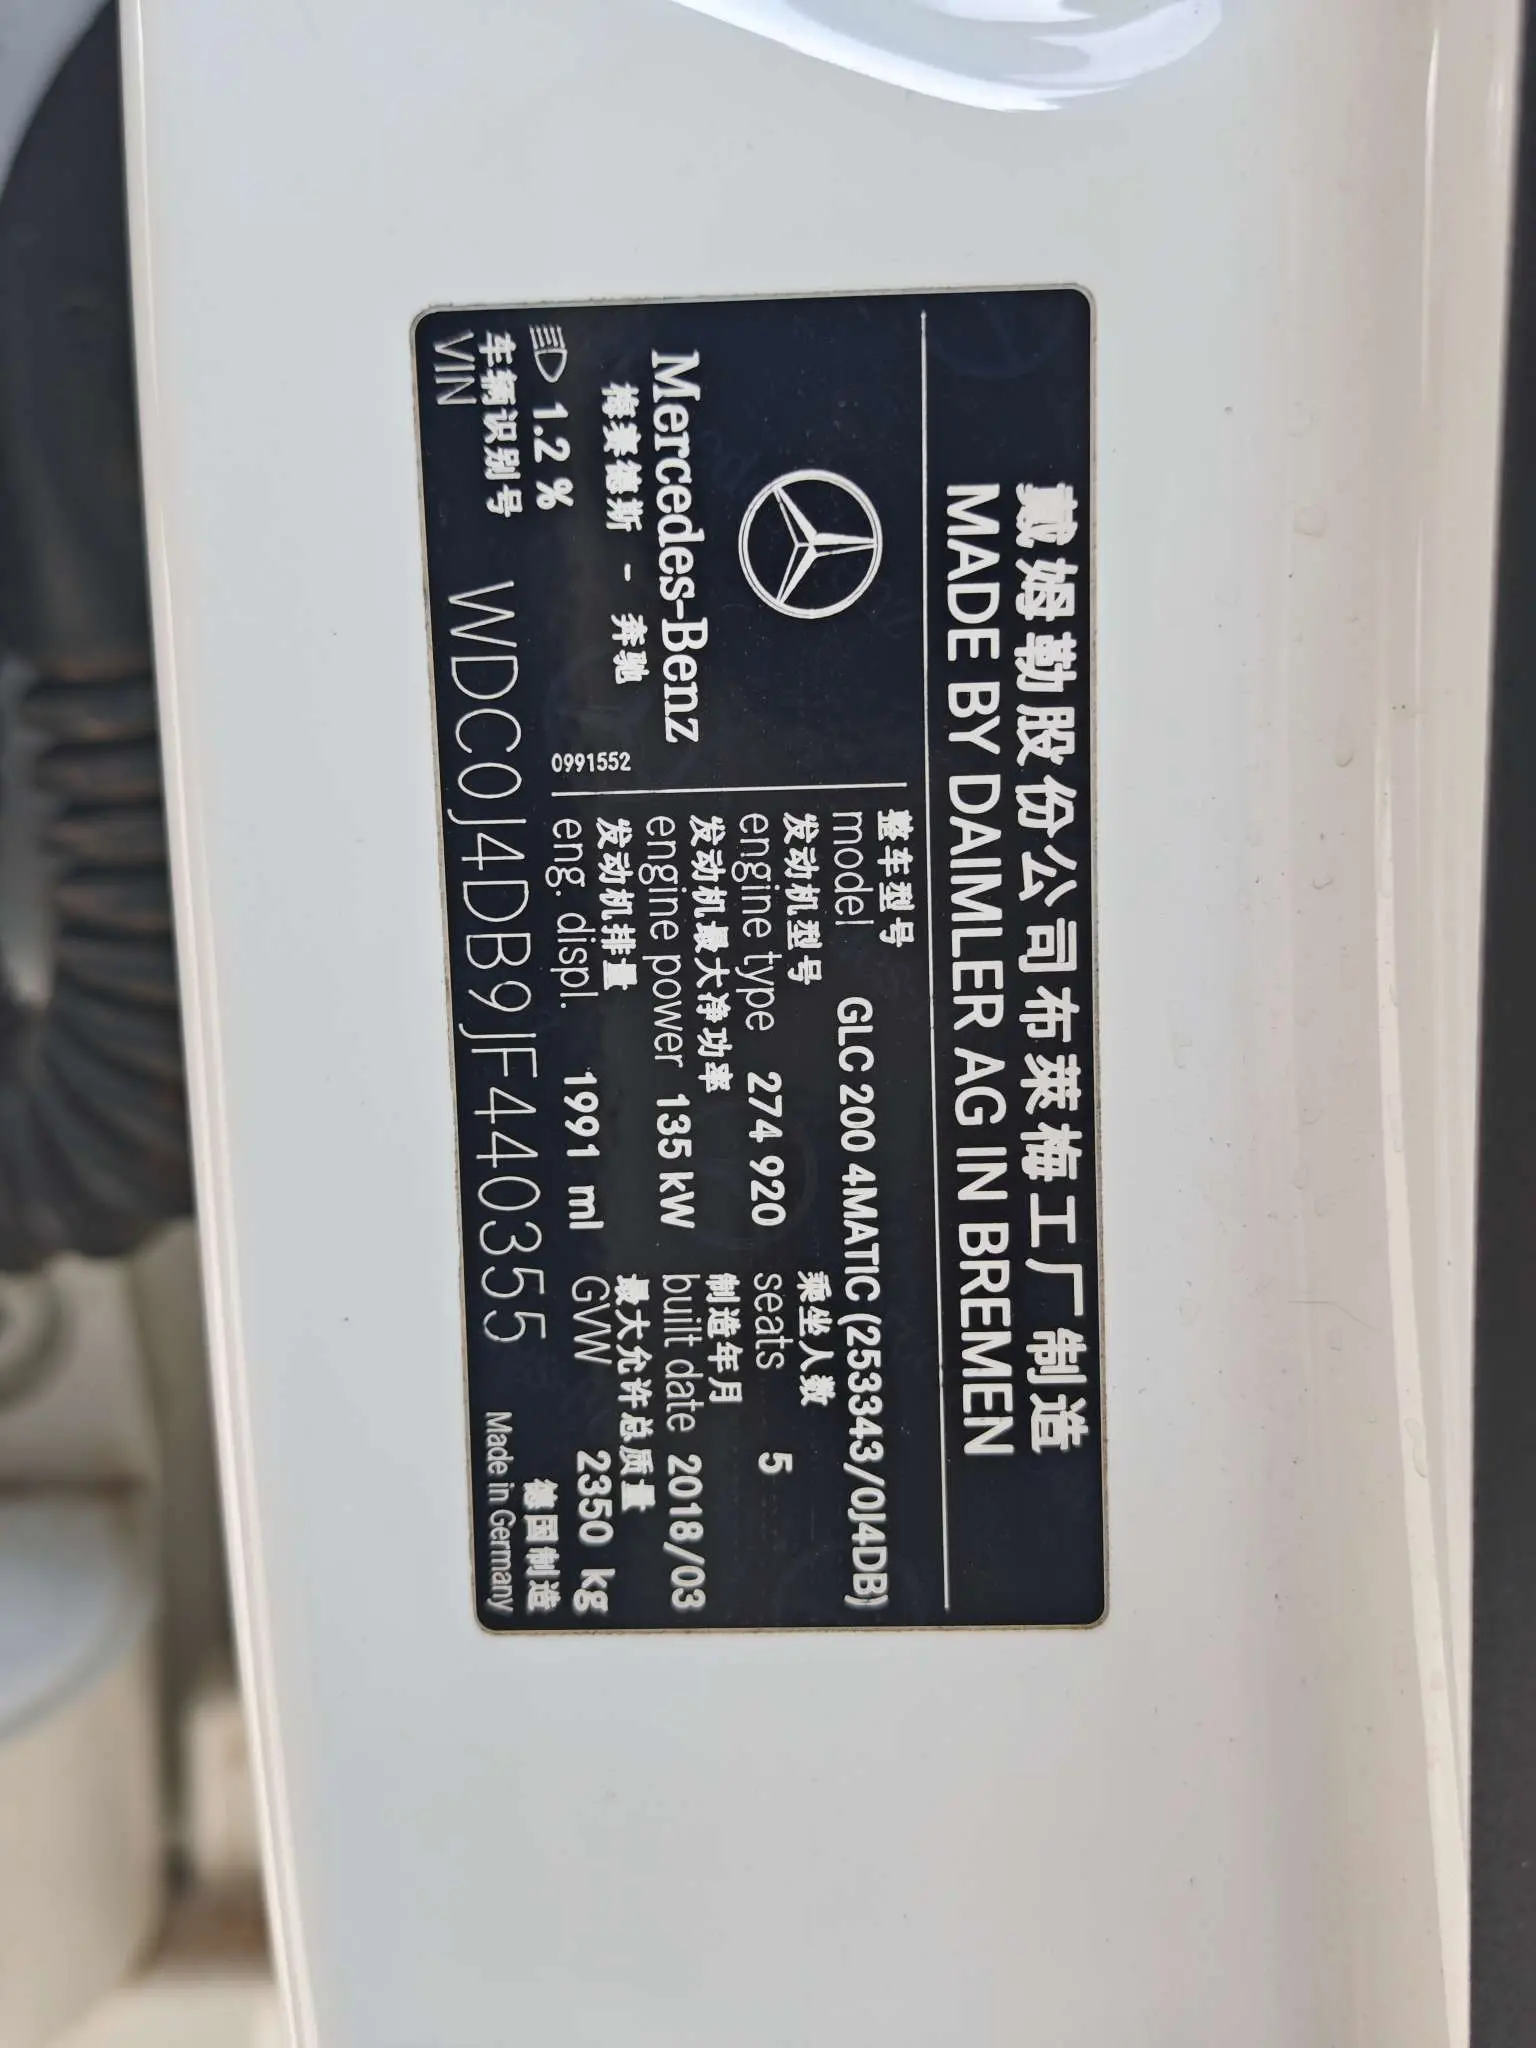 戴姆勒股份公司布莱梅工厂制造
MADE BY DAIMLER AG IN BREMEN
Mercedes-Benz
梅赛德斯 - 奔驰
1.2 %
0991552
整车型号
model GLC 200 4MATIC (253343/0J4DB)
发动机型号 乘坐人数
engine type 274 920 seats 5
发动机最大净功率 制造年月
engine power 135 kW built date 2018/03
发动机排量 最大允许总质量
eng. displ. 1991 ml GVW 2350 kg
车辆识别号 德国制造
VIN WDC0J4DB9JF440355 Made in Germany